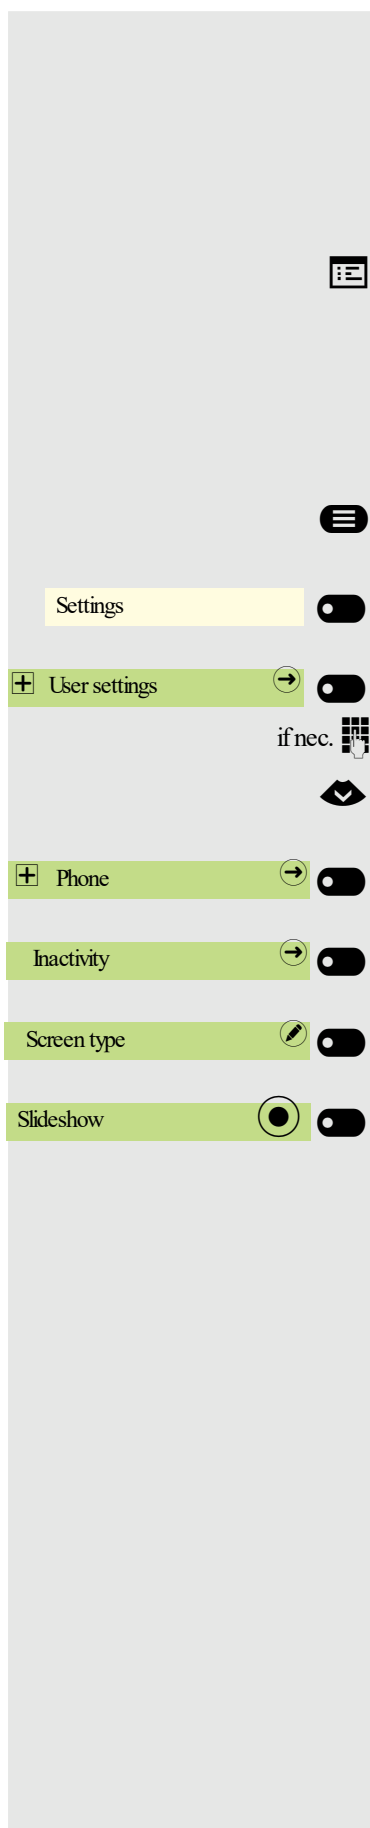 Settings
User settings
if nec.
Phone
Inactivity
Screen type
Slideshow